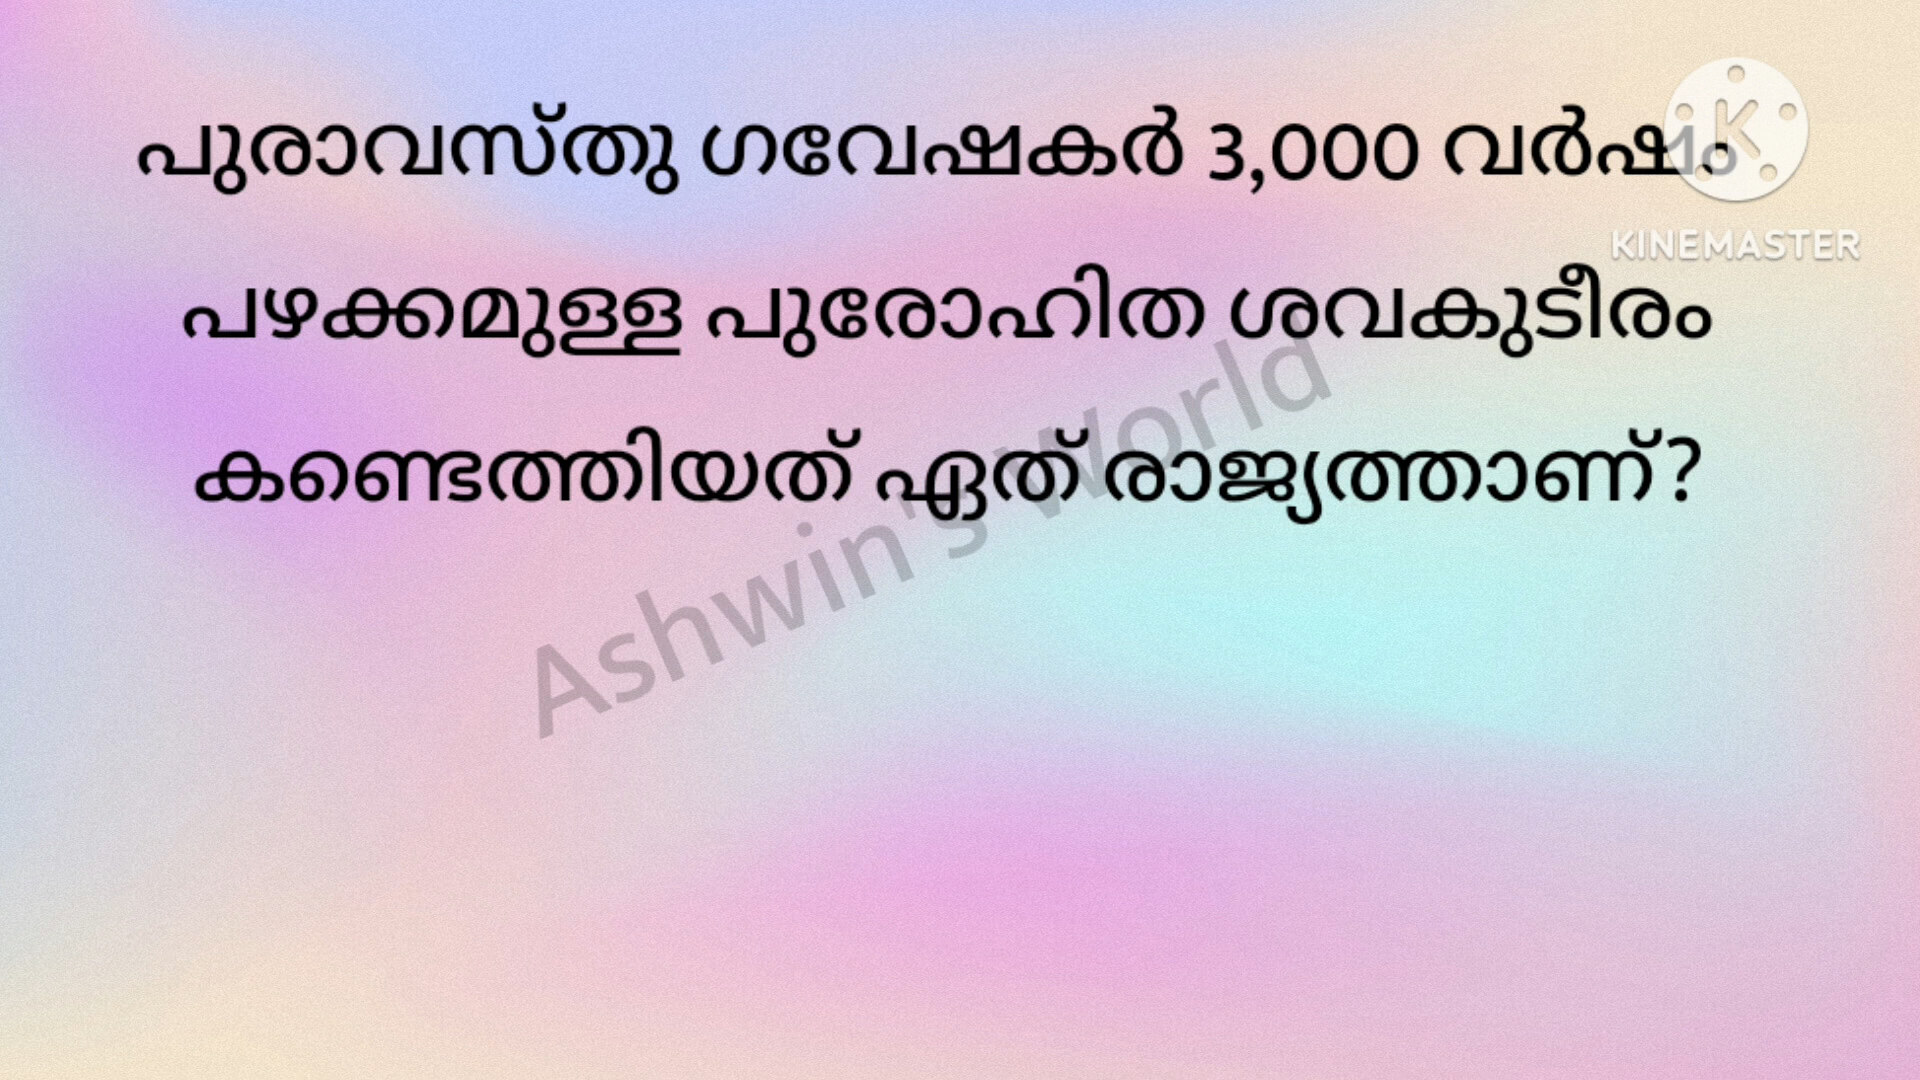 പുരാവസ്തു ഗവേഷകർ 3,000 വർഷം
KINEMASTER
പഴക്കമുള്ള പുരോഹിത ശവകുടീരം
കണ്ടെത്തിയത് ഏത് രാജ്യത്താണ്?
Ashwin's World